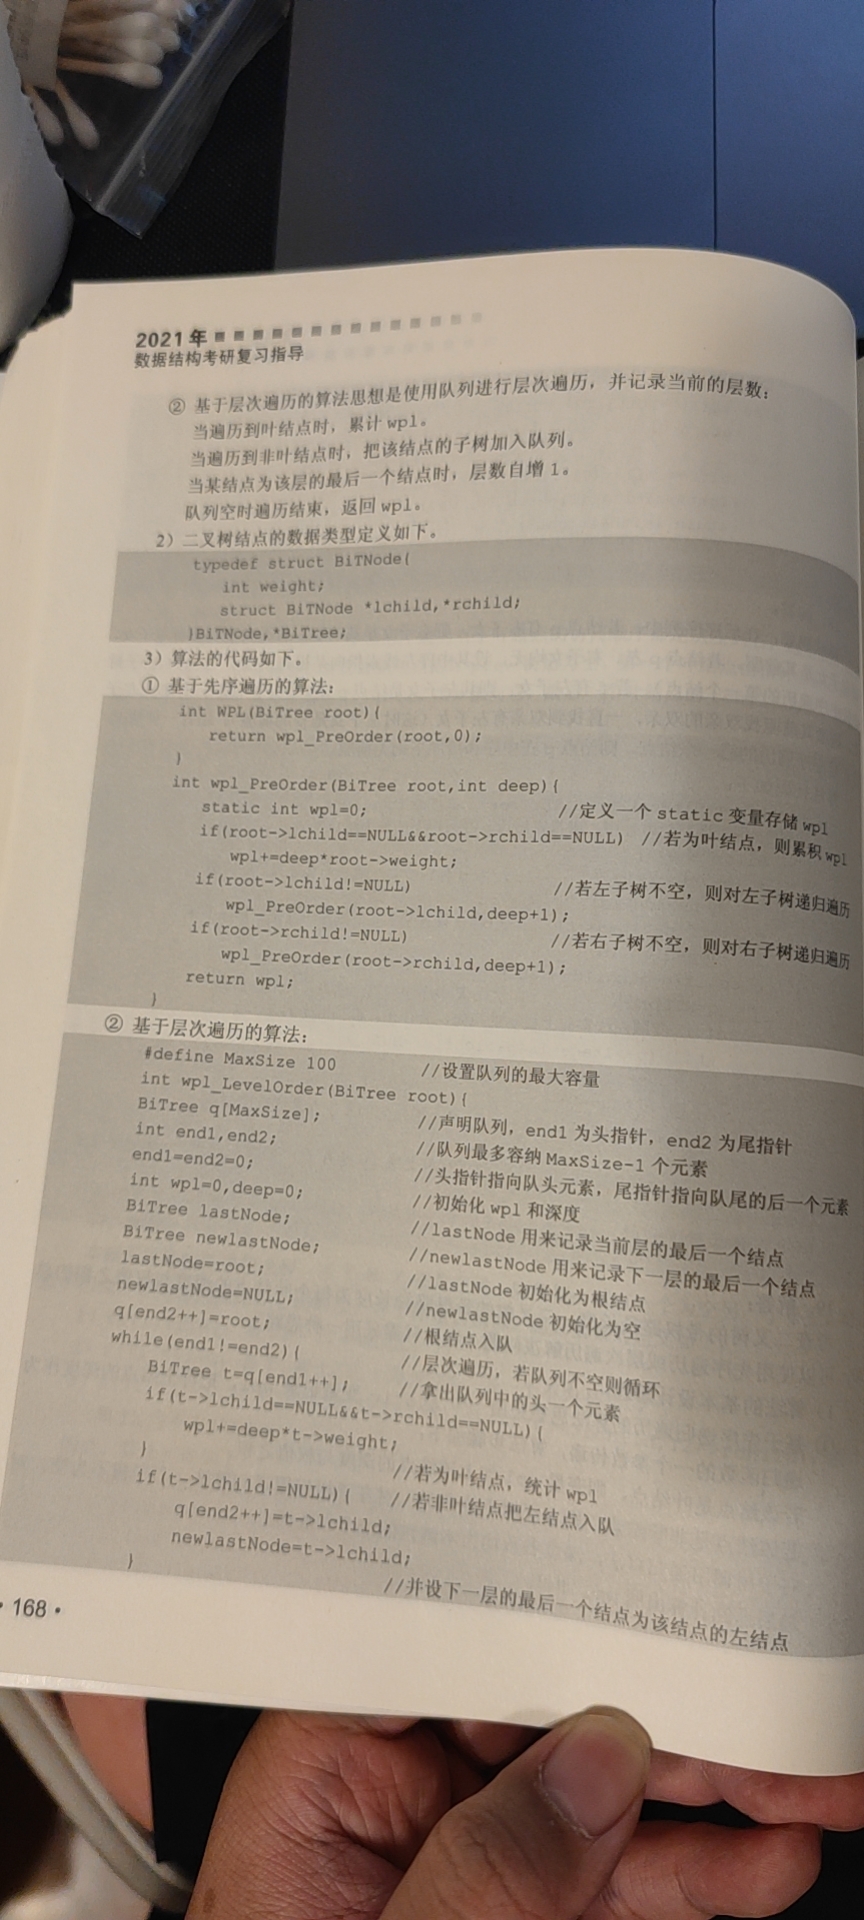 2021年
数据结构考研复习指导
② 基于层次遍历的算法思想是使用队列进行层次遍历，并记录当前的层数；
当遍历到叶结点时，累计 wpl。
当遍历到非叶结点时，把该结点的子树加入队列。
当某结点为该层的最后一个结点时，层数自增 1。
队列空时遍历结束，返回 wpl。
2）二叉树结点的数据类型定义如下。
typedef struct BiTNode{
int weight;
struct BiTNode *lchild,*rchild;
}BiTNode,*BiTree;
3）算法的代码如下。
① 基于先序遍历的算法：
int WPL(BiTree root){
return wpl_PreOrder(root,0);
}
int wpl_PreOrder(BiTree root,int deep){
static int wpl=0; //定义一个 static 变量存储 wpl
if(root->lchild==NULL&&root->rchild==NULL) //若为叶结点，则累积 wpl
wpl+=deep*root->weight;
if(root->lchild!=NULL) //若左子树不空，则对左子树递归遍历
wpl_PreOrder(root->lchild,deep+1);
if(root->rchild!=NULL) //若右子树不空，则对右子树递归遍历
wpl_PreOrder(root->rchild,deep+1);
return wpl;
}
② 基于层次遍历的算法：
#define MaxSize 100 //设置队列的最大容量
int wpl_LevelOrder(BiTree root){
BiTree q[MaxSize]; //声明队列，end1 为头指针，end2 为尾指针
int end1,end2; //队列最多容纳 MaxSize-1 个元素
end1=end2=0; //头指针指向队头元素，尾指针指向队尾的后一个元素
int wpl=0,deep=0; //初始化 wpl 和深度
BiTree lastNode; //lastNode 用来记录当前层的最后一个结点
BiTree newlastNode; //newlastNode 用来记录下一层的最后一个结点
lastNode=root; //lastNode 初始化为根结点
newlastNode=NULL; //newlastNode 初始化为空
q[end2++]=root; //根结点入队
while(end1!=end2){ //层次遍历，若队列不空则循环
BiTree t=q[end1++]; //拿出队列中的头一个元素
if(t->lchild==NULL&&t->rchild==NULL){
wpl+=deep*t->weight;
} //若为叶结点，统计 wpl
if(t->lchild!=NULL){ //若非叶结点把左结点入队
q[end2++]=t->lchild;
newlastNode=t->lchild;
} //并设下一层的最后一个结点为该结点的左结点
·168·